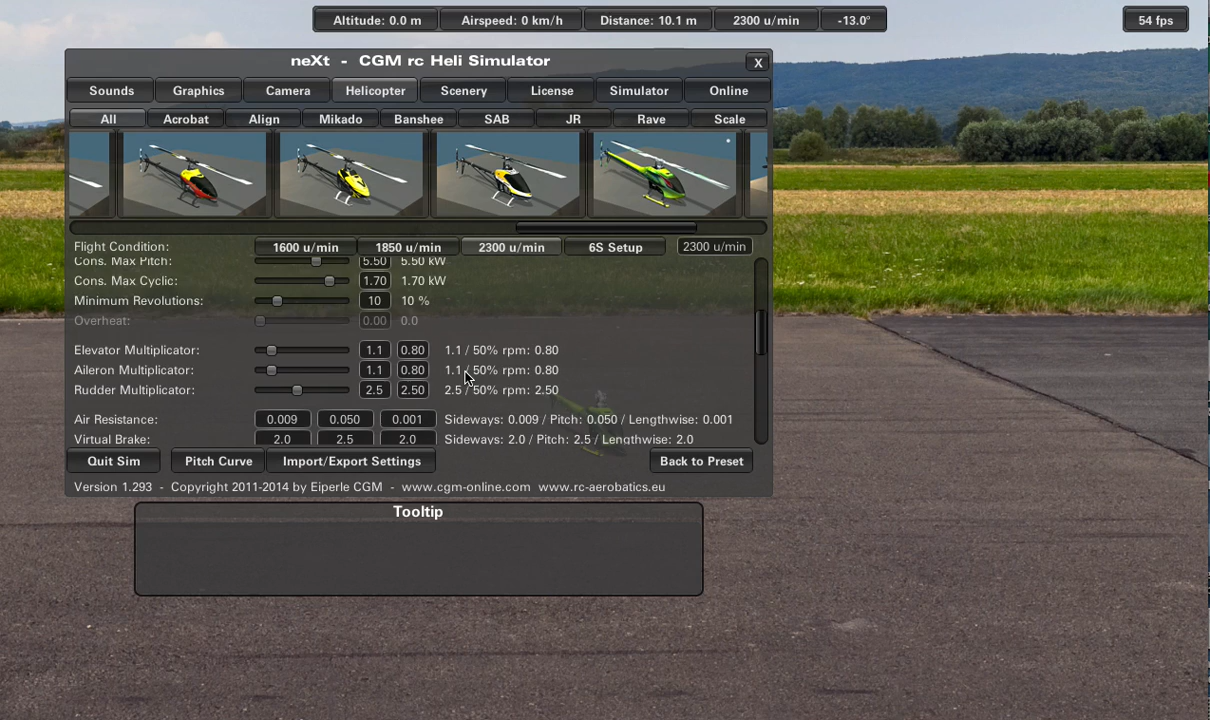 Altitude: 0.0 m Airspeed: 0 km/h Distance: 10.1 m 2300 u/min -13.0° 54 fps
neXt - CGM rc Heli Simulator X
Sounds Graphics Camera Helicopter Scenery License Simulator Online
All Acrobat Align Mikado Banshee SAB JR Rave Scale
Flight Condition: 1600 u/min 1850 u/min 2300 u/min 6S Setup 2300 u/min
Cons. Max Pitch: 5.50 5.50 kW
Cons. Max Cyclic: 1.70 1.70 kW
Minimum Revolutions: 10 10 %
Overheat: 0.00 0.0
Elevator Multiplicator: 1.1 0.80 1.1 / 50% rpm: 0.80
Aileron Multiplicator: 1.1 0.80 1.1 / 50% rpm: 0.80
Rudder Multiplicator: 2.5 2.50 2.5 / 50% rpm: 2.50
Air Resistance: 0.009 0.050 0.001 Sideways: 0.009 / Pitch: 0.050 / Lengthwise: 0.001
Virtual Brake: 2.0 2.5 2.0 Sideways: 2.0 / Pitch: 2.5 / Lengthwise: 2.0
Quit Sim Pitch Curve Import/Export Settings Back to Preset
Version 1.293 - Copyright 2011-2014 by Eiperle CGM - www.cgm-online.com www.rc-aerobatics.eu
Tooltip